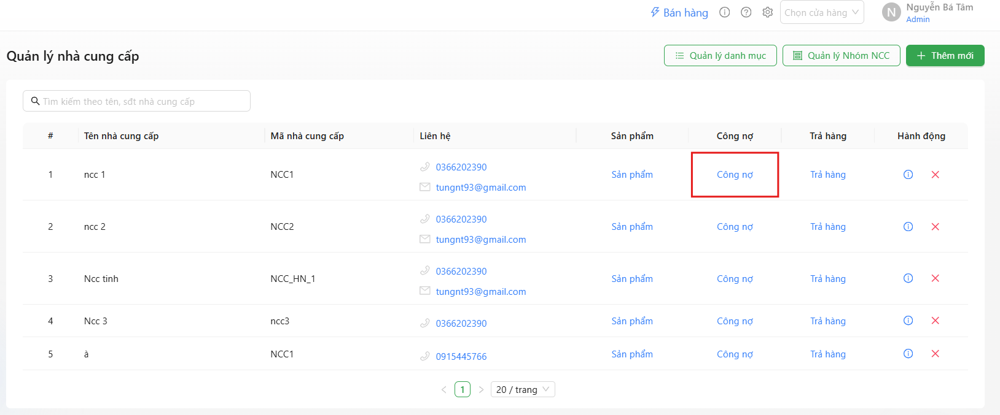 Bán hàng
Chọn cửa hàng
N
Nguyễn Bá Tâm
Admin
Quản lý nhà cung cấp
Quản lý danh mục
Quản lý Nhóm NCC
Thêm mới
Tìm kiếm theo tên, sđt nhà cung cấp
# Tên nhà cung cấp Mã nhà cung cấp Liên hệ Sản phẩm Công nợ Trả hàng Hành động
1 ncc 1 NCC1 0366202390 Sản phẩm Công nợ Trả hàng
tungnt93@gmail.com
2 ncc 2 NCC2 0366202390 Sản phẩm Công nợ Trả hàng
tungnt93@gmail.com
3 Ncc tinh NCC_HN_1 0366202390 Sản phẩm Công nợ Trả hàng
tungnt93@gmail.com
4 Ncc 3 ncc3 0366202390 Sản phẩm Công nợ Trả hàng
5 à NCC1 0915445766 Sản phẩm Công nợ Trả hàng
< 1 > 20 / trang